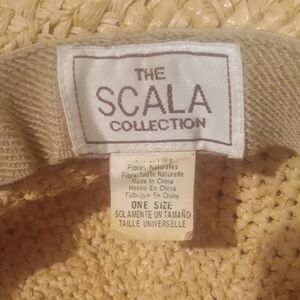 THE
SCALA
COLLECTION
Fibras Naturales
Fibre Toute Naturelle
Made In China
Hecho En China
Fabrique En Chine
ONE SIZE
SOLAMENTE UN TAMAÑO
TAILLE UNIVERSELLE